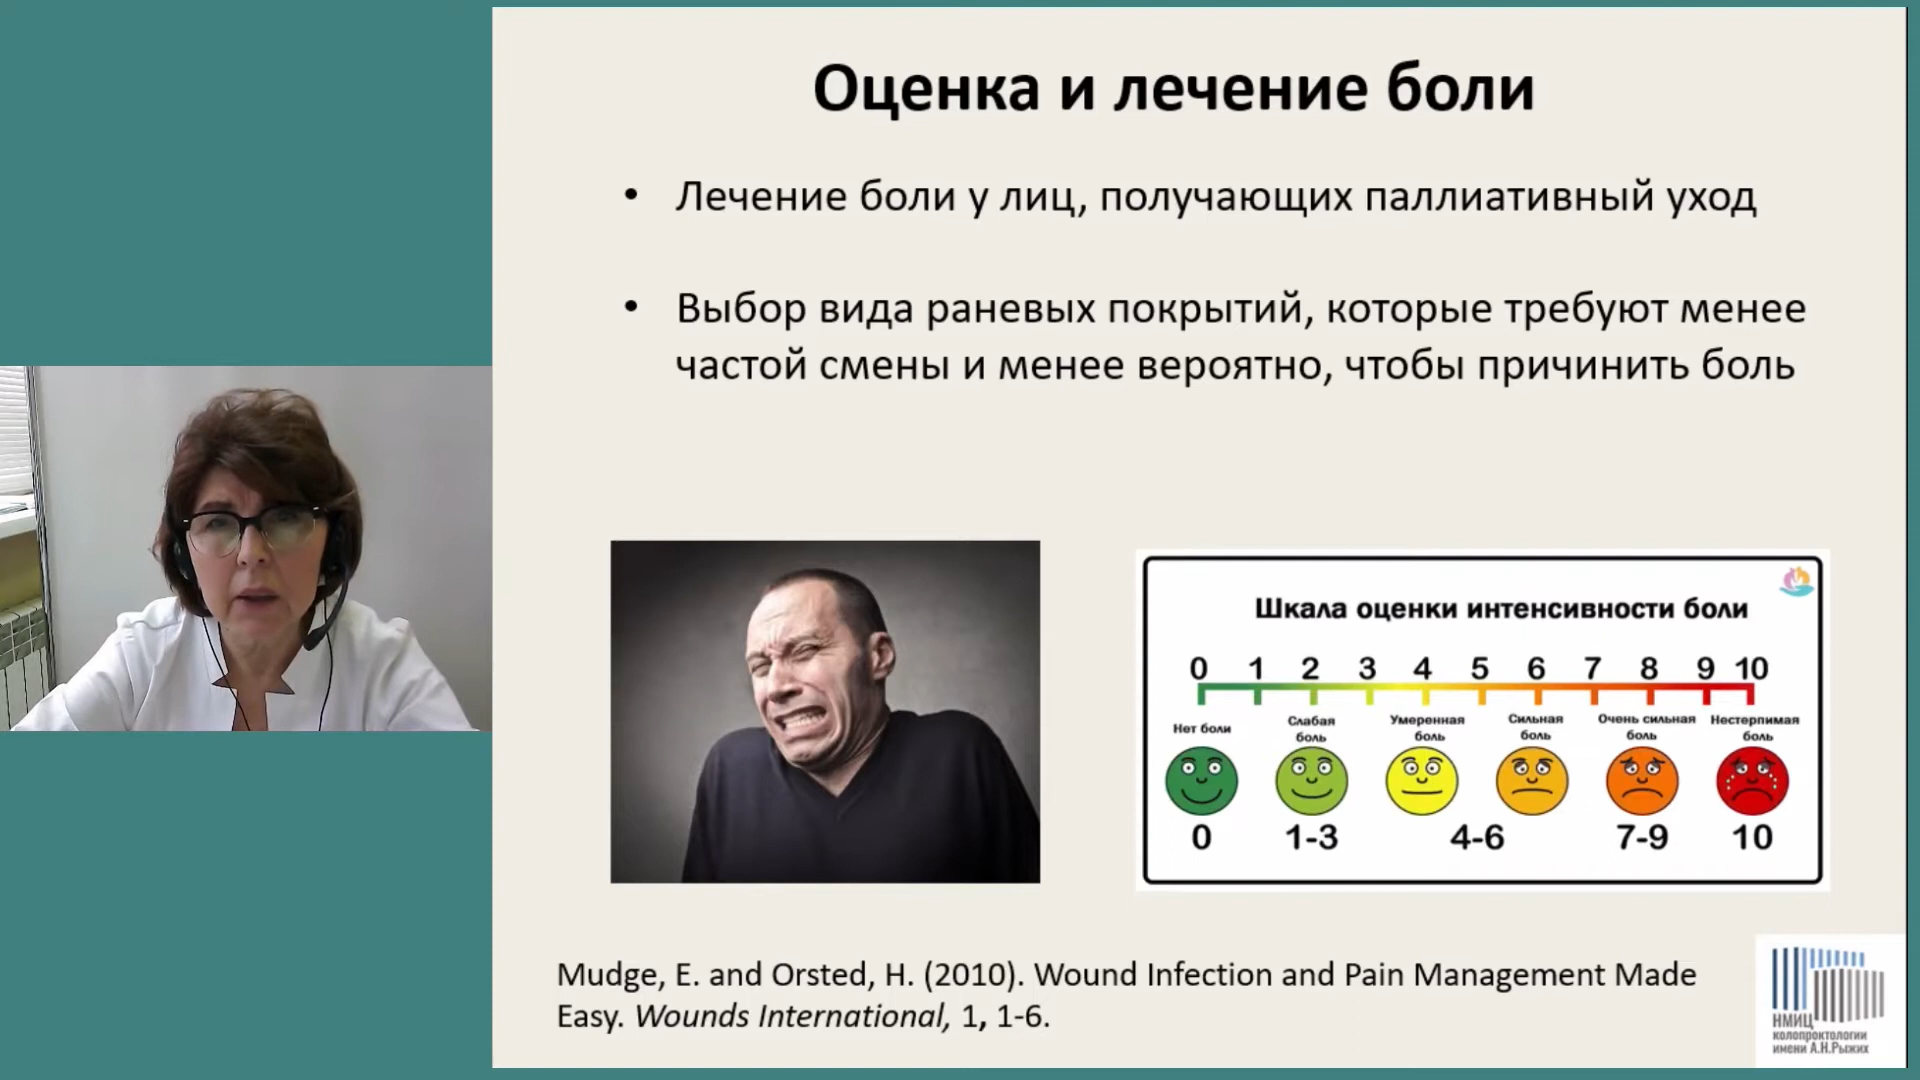 Оценка и лечение боли
• Лечение боли у лиц, получающих паллиативный уход
• Выбор вида раневых покрытий, которые требуют менее
частой смены и менее вероятно, чтобы причинить боль
Шкала оценки интенсивности боли
0 1 2 3 4 5 6 7 8 9 10
Нет боли
Слабая
боль
Умеренная
боль
Сильная
боль
Очень сильная
боль
Нестерпимая
боль
0 1-3 4-6 7-9 10
Mudge, E. and Orsted, H. (2010). Wound Infection and Pain Management Made
Easy. Wounds International, 1, 1-6.
НМИЦ
колопроктологии
имени А.Н.Рыжих